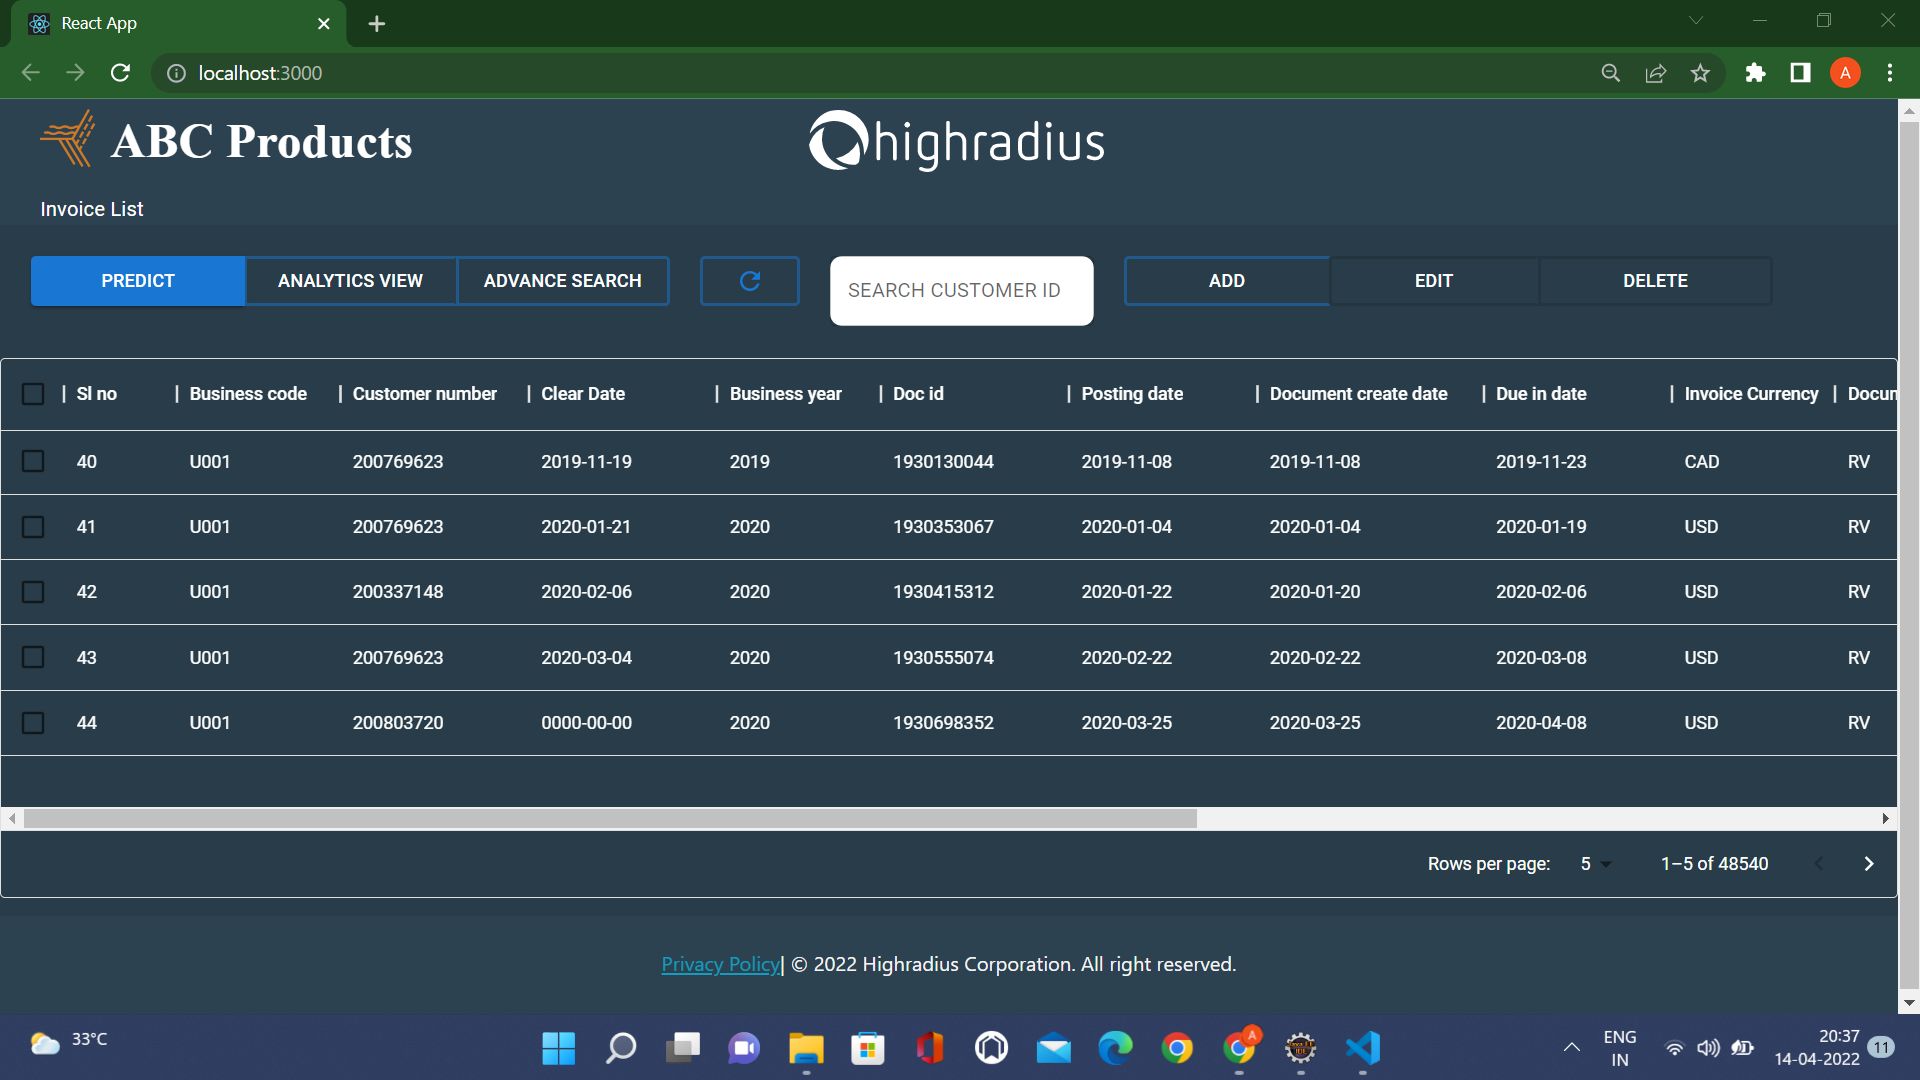 React App
localhost:3000
A
ABC Products
highradius
Invoice List
PREDICT ANALYTICS VIEW ADVANCE SEARCH SEARCH CUSTOMER ID ADD EDIT DELETE
| Sl no | Business code | Customer number | Clear Date | Business year | Doc id | Posting date | Document create date | Due in date | Invoice Currency | Docun
40 U001 200769623 2019-11-19 2019 1930130044 2019-11-08 2019-11-08 2019-11-23 CAD RV
41 U001 200769623 2020-01-21 2020 1930353067 2020-01-04 2020-01-04 2020-01-19 USD RV
42 U001 200337148 2020-02-06 2020 1930415312 2020-01-22 2020-01-20 2020-02-06 USD RV
43 U001 200769623 2020-03-04 2020 1930555074 2020-02-22 2020-02-22 2020-03-08 USD RV
44 U001 200803720 0000-00-00 2020 1930698352 2020-03-25 2020-03-25 2020-04-08 USD RV
Rows per page: 5 1–5 of 48540
Privacy Policy| © 2022 Highradius Corporation. All right reserved.
33°C
A
ENG
IN
20:37
14-04-2022
11